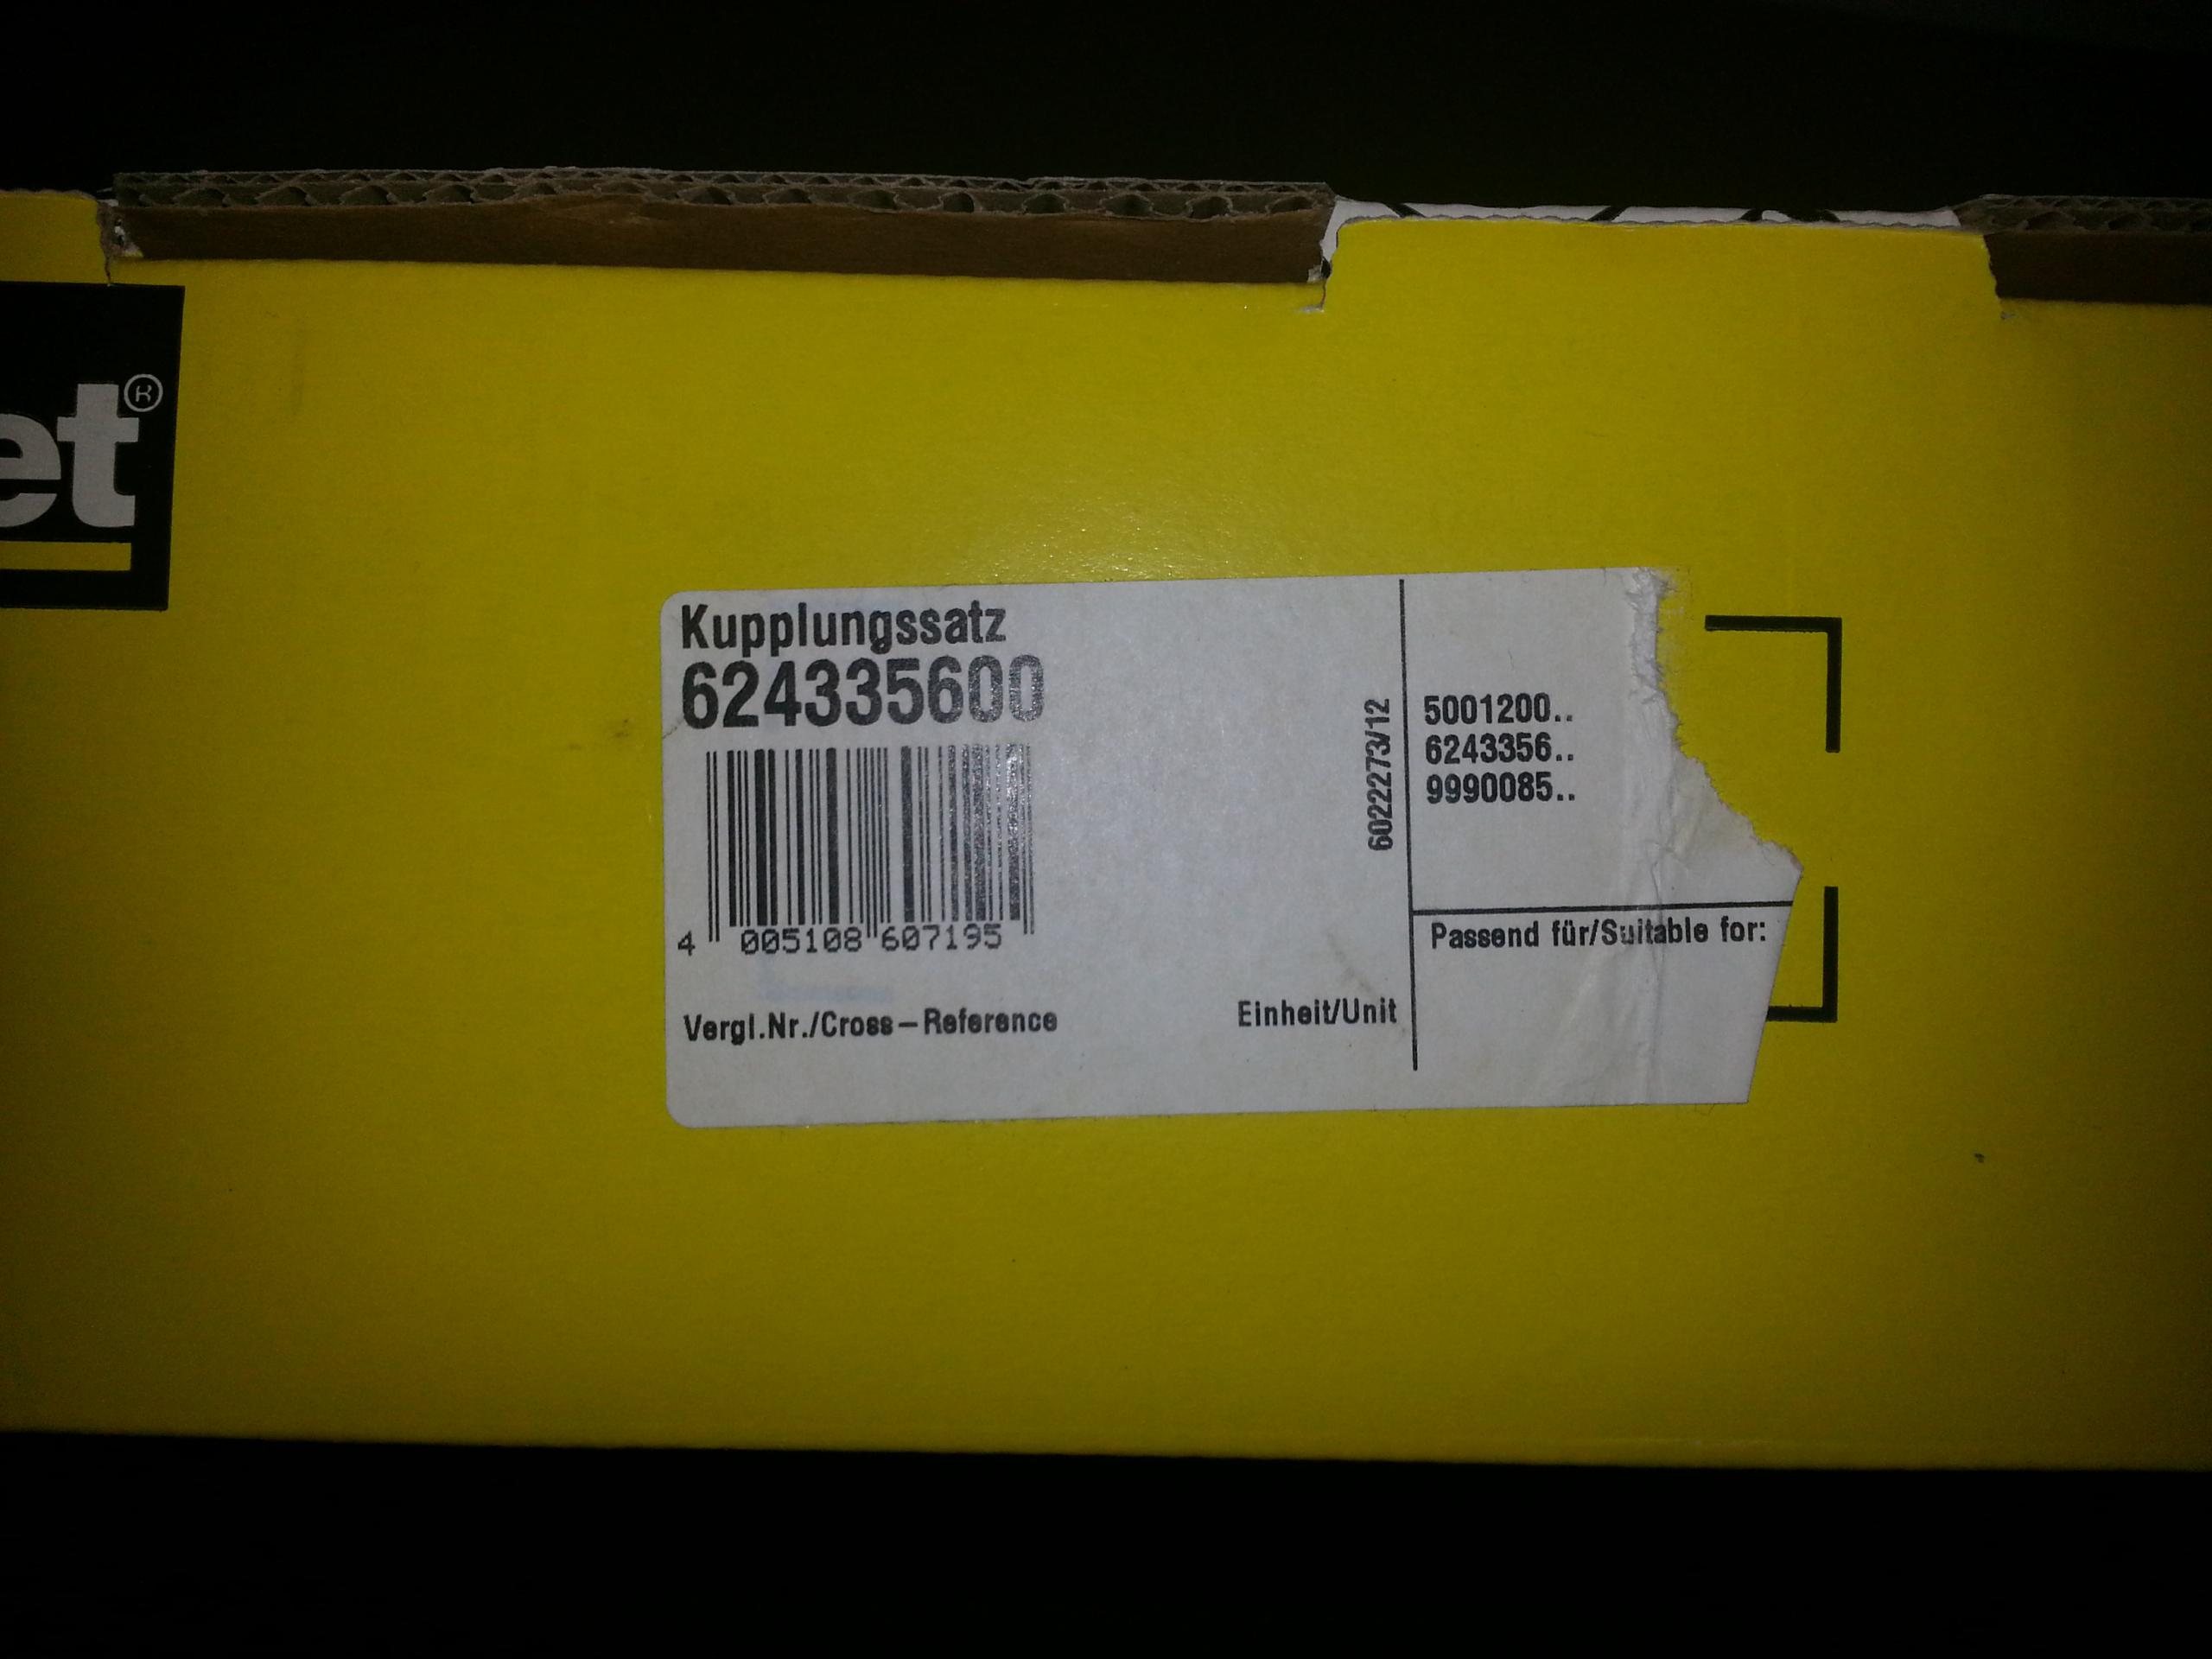 et®
Kupplungssatz
624335600
4 005108 607195
Vergl.Nr./Cross-Reference
Einheit/Unit
6022273/12
5001200..
6243356..
9990085..
Passend für/Suitable for: